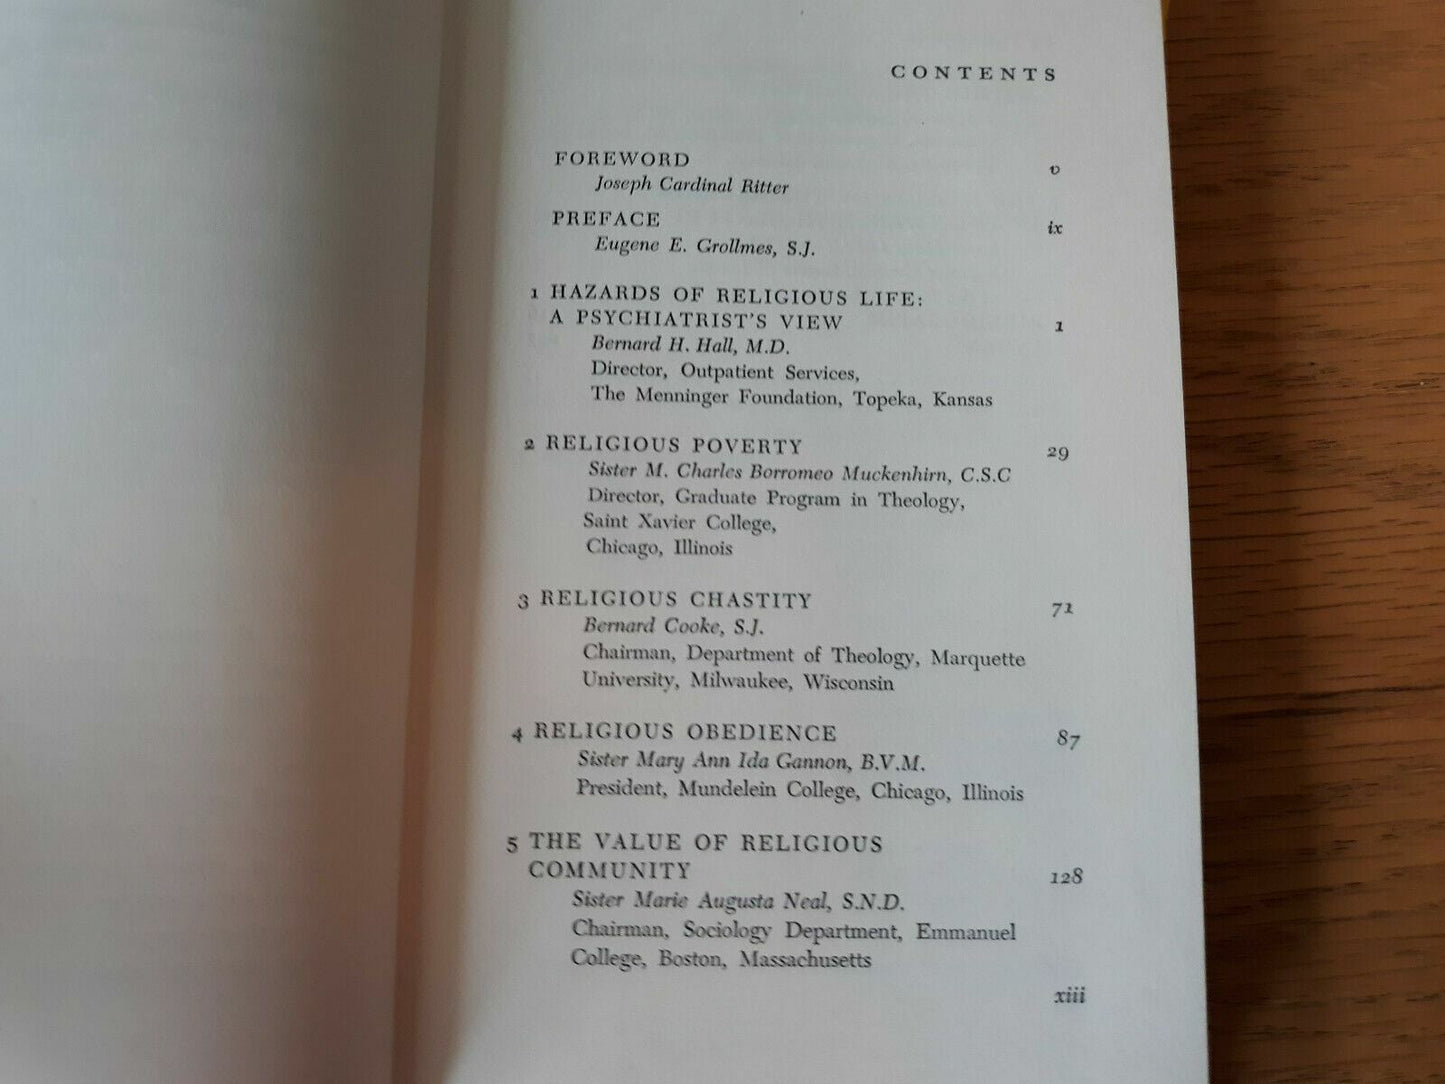 CONTENTS
FOREWORD v
Joseph Cardinal Ritter
PREFACE ix
Eugene E. Grollmes, S.J.
1 HAZARDS OF RELIGIOUS LIFE:
A PSYCHIATRIST'S VIEW 1
Bernard H. Hall, M.D.
Director, Outpatient Services,
The Menninger Foundation, Topeka, Kansas
2 RELIGIOUS POVERTY 29
Sister M. Charles Borromeo Muckenhirn, C.S.C
Director, Graduate Program in Theology,
Saint Xavier College,
Chicago, Illinois
3 RELIGIOUS CHASTITY 71
Bernard Cooke, S.J.
Chairman, Department of Theology, Marquette
University, Milwaukee, Wisconsin
4 RELIGIOUS OBEDIENCE 87
Sister Mary Ann Ida Gannon, B.V.M.
President, Mundelein College, Chicago, Illinois
5 THE VALUE OF RELIGIOUS
COMMUNITY 128
Sister Marie Augusta Neal, S.N.D.
Chairman, Sociology Department, Emmanuel
College, Boston, Massachusetts
xiii